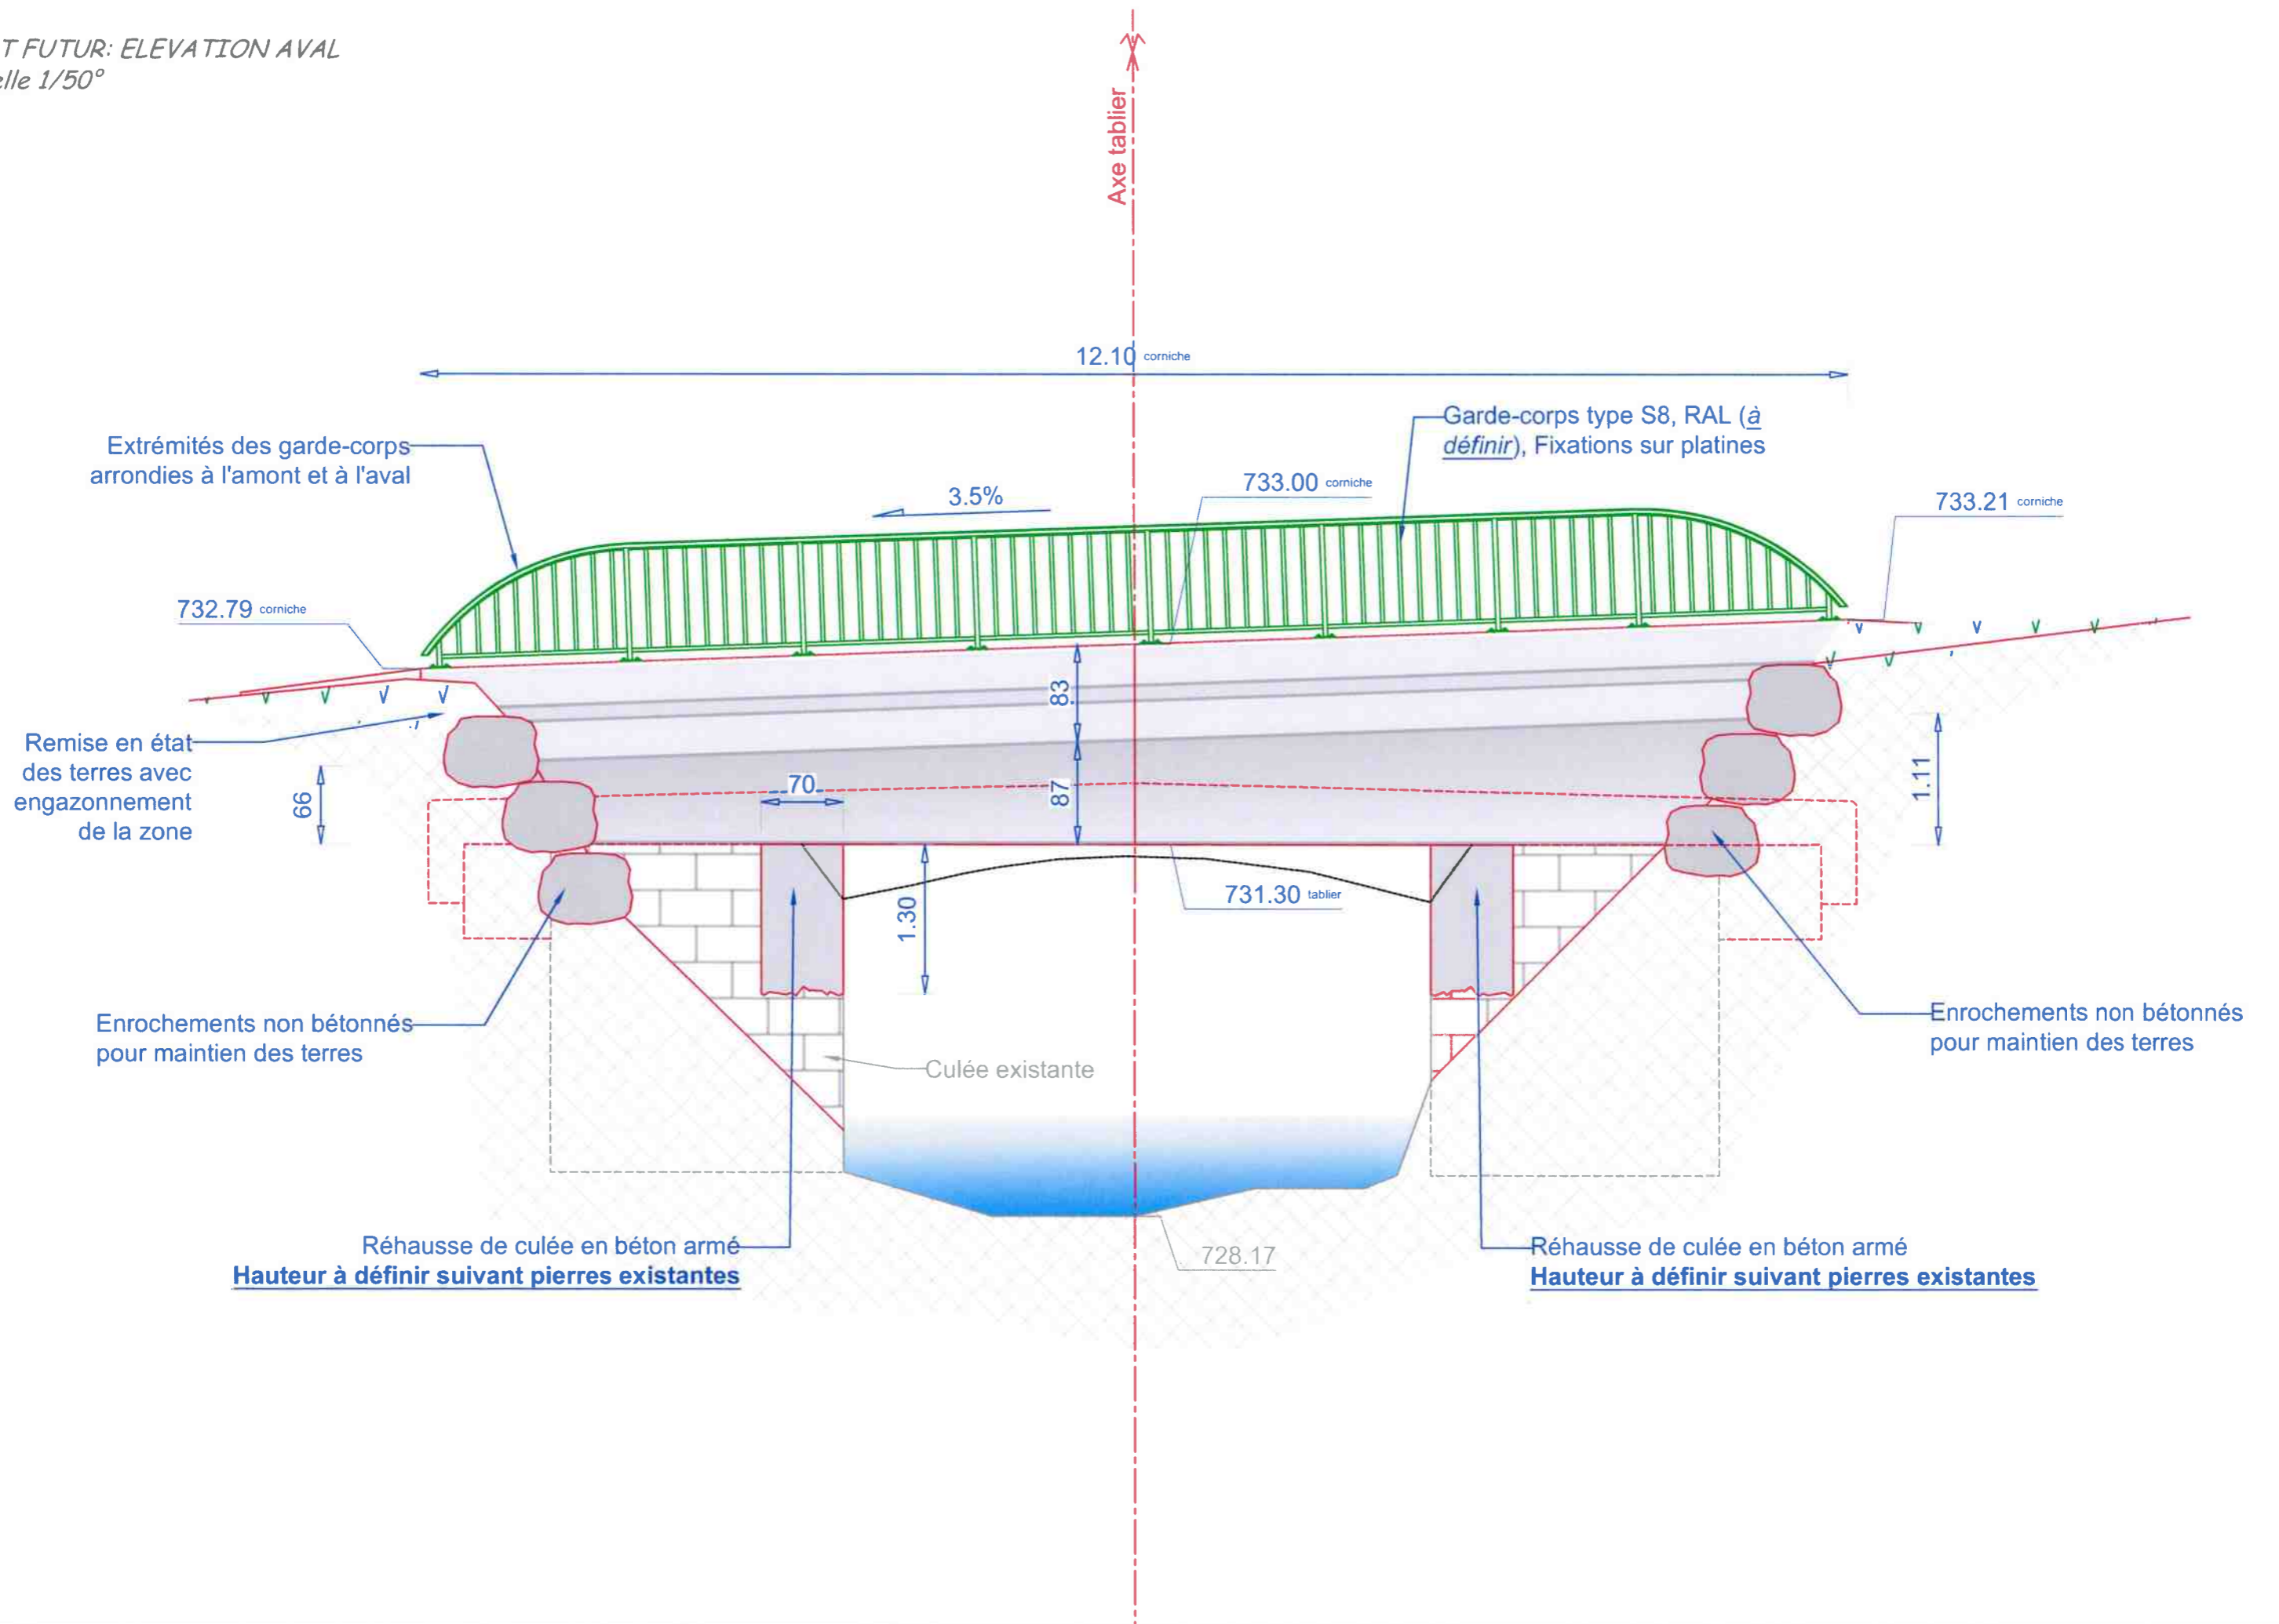 T FUTUR: ELEVATION AVAL
elle 1/50°
Axe tablier
12.10 corniche
Extrémités des garde-corps
arrondies à l'amont et à l'aval
Garde-corps type S8, RAL (à
définir), Fixations sur platines
3.5%
733.00 corniche
733.21 corniche
732.79 corniche
83
Remise en état
des terres avec
engazonnement
de la zone
66
70
87
1.11
1.30
731.30 tablier
Enrochements non bétonnés
pour maintien des terres
Enrochements non bétonnés
pour maintien des terres
Culée existante
Réhausse de culée en béton armé
Hauteur à définir suivant pierres existantes
728.17
Réhausse de culée en béton armé
Hauteur à définir suivant pierres existantes